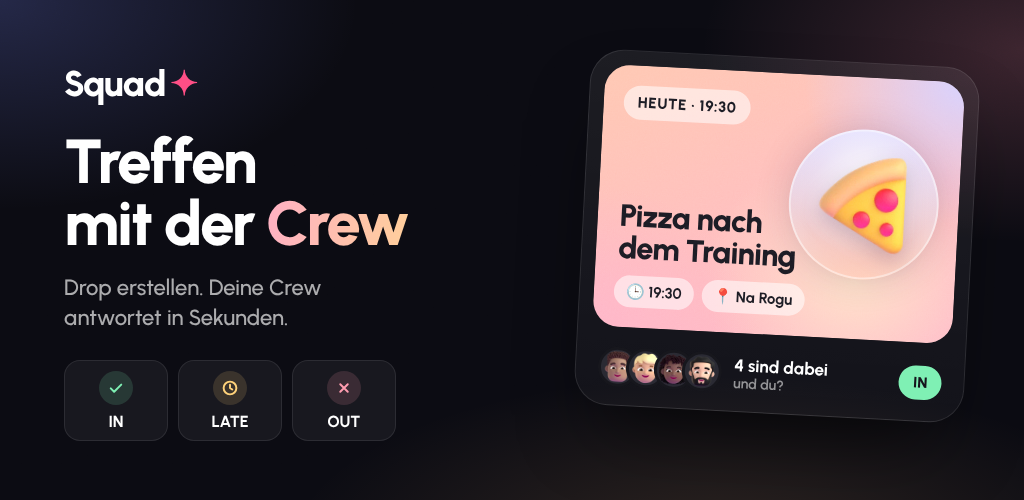 Squad
Treffen
mit der Crew
Drop erstellen. Deine Crew
antwortet in Sekunden.
IN
LATE
OUT
HEUTE · 19:30
Pizza nach
dem Training
19:30
Na Rogu
4 sind dabei
und du?
IN